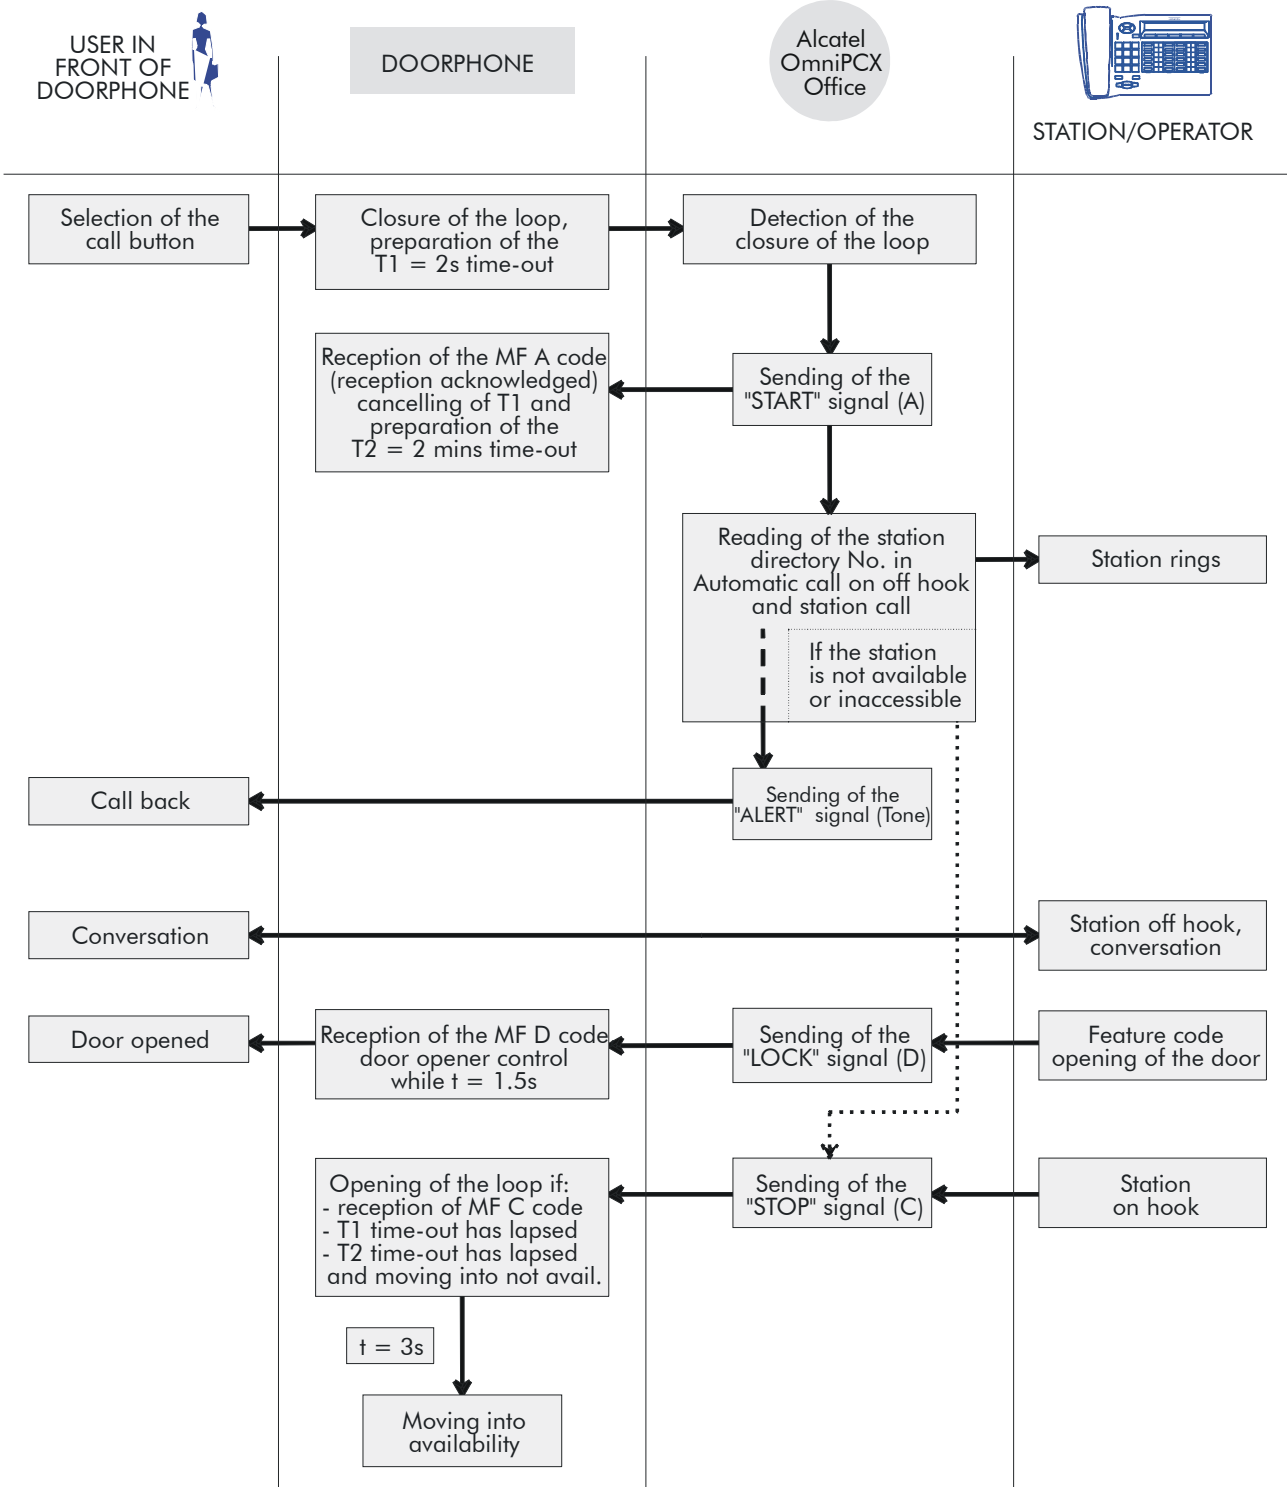 USER IN
FRONT OF
DOORPHONE
DOORPHONE
Alcatel
OmniPCX
Office
STATION/OPERATOR
Selection of the
call button
Closure of the loop,
preparation of the
T1 = 2s time-out
Detection of the
closure of the loop
Reception of the MF A code
(reception acknowledged)
cancelling of T1 and
preparation of the
T2 = 2 mins time-out
Sending of the
"START" signal (A)
Reading of the station
directory No. in
Automatic call on off hook
and station call
Station rings
If the station
is not available
or inaccessible
Call back
Sending of the
"ALERT" signal (Tone)
Conversation
Station off hook,
conversation
Door opened
Reception of the MF D code
door opener control
while t = 1.5s
Sending of the
"LOCK" signal (D)
Feature code
opening of the door
Opening of the loop if:
- reception of MF C code
- T1 time-out has lapsed
- T2 time-out has lapsed
and moving into not avail.
Sending of the
"STOP" signal (C)
Station
on hook
t = 3s
Moving into
availability